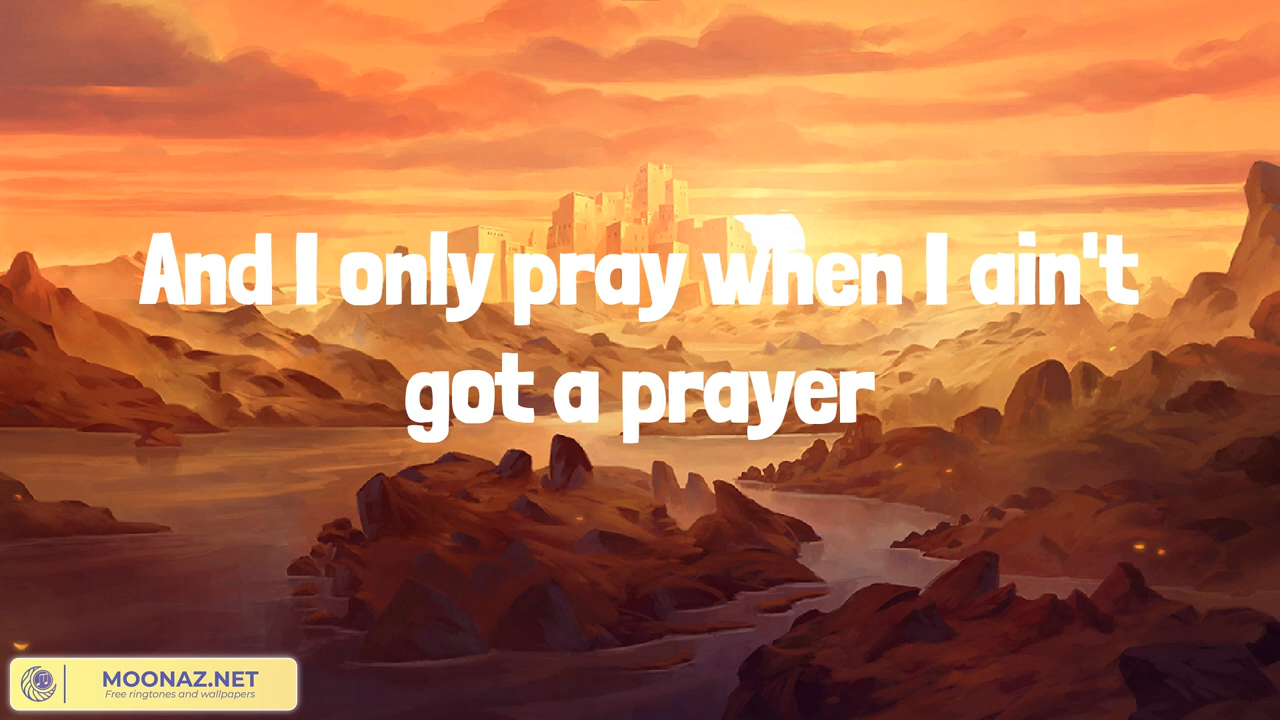 And I only pray when I ain't
got a prayer
MOONAZ.NET
Free ringtones and wallpapers